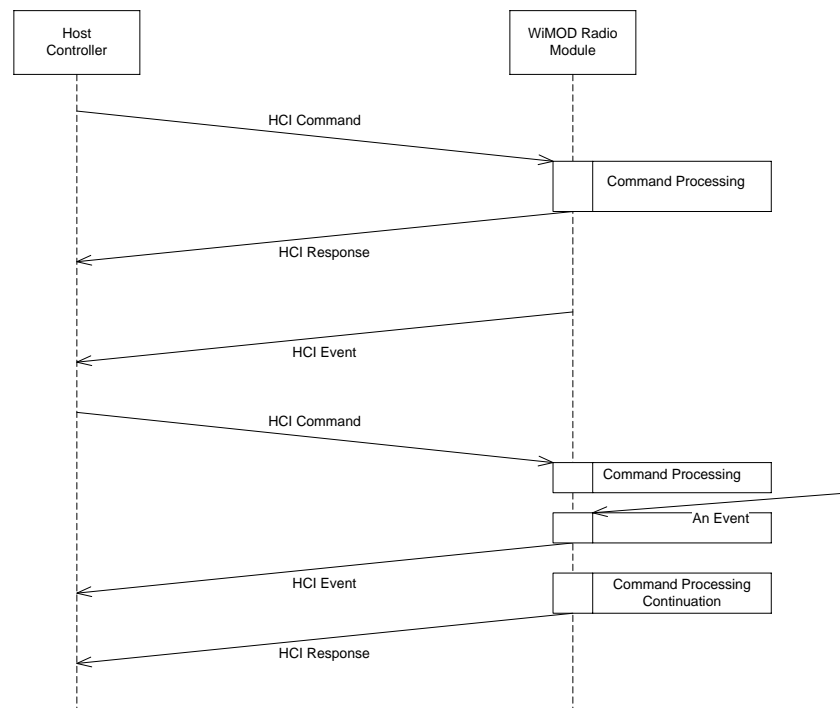 Host
Controller
WiMOD Radio
Module
HCI Command
Command Processing
HCI Response
HCI Event
HCI Command
Command Processing
An Event
HCI Event
Command Processing
Continuation
HCI Response